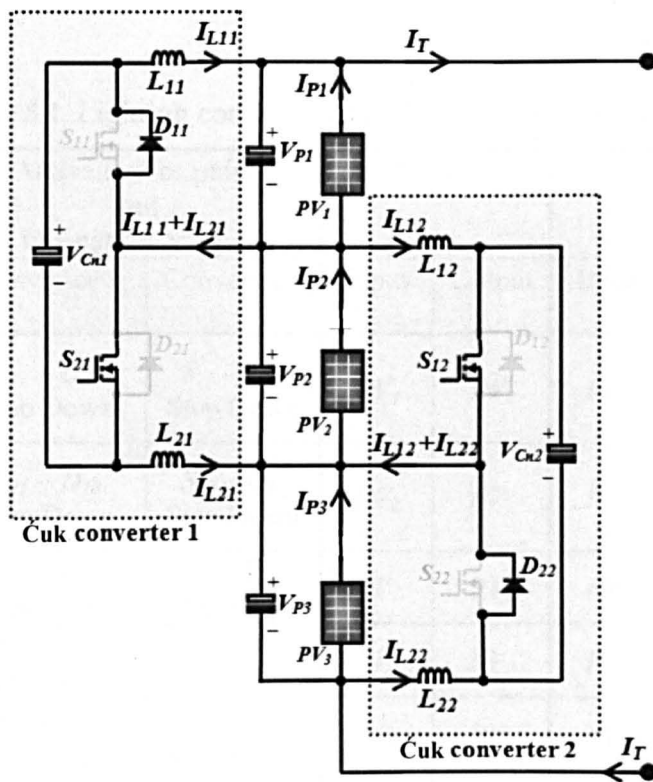 I_L11
I_T
L_11
I_P1
S_11
D_11
+
V_P1
−
PV_1
I_L11+I_L21
I_L12
+
V_Cn1
−
L_12
I_P2
S_21
D_21
S_12
D_12
+
V_P2
−
PV_2
L_21
I_L12+I_L22
+
V_Cn2
−
I_L21
I_P3
Ćuk converter 1
S_22
D_22
+
V_P3
−
PV_3
I_L22
L_22
Ćuk converter 2
I_T